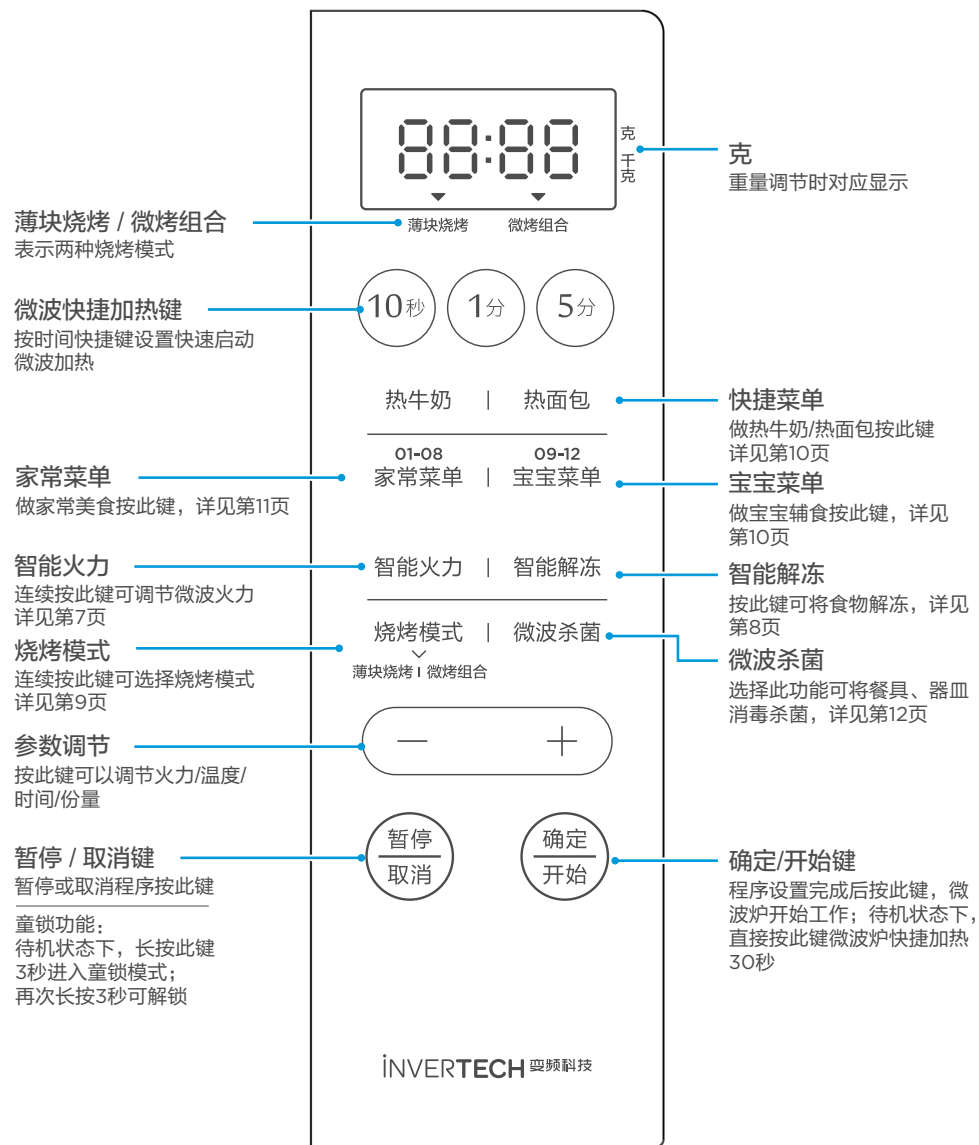 88:88
克
千克
薄块烧烤
微烤组合
克
重量调节时对应显示
薄块烧烤 / 微烤组合
表示两种烧烤模式
10秒
1分
5分
微波快捷加热键
按时间快捷键设置快速启动
微波加热
热牛奶 | 热面包
快捷菜单
做热牛奶/热面包按此键
详见第10页
01-08
09-12
家常菜单 | 宝宝菜单
家常菜单
做家常美食按此键，详见第11页
宝宝菜单
做宝宝辅食按此键，详见
第10页
智能火力 | 智能解冻
智能火力
连续按此键可调节微波火力
详见第7页
智能解冻
按此键可将食物解冻，详见
第8页
烧烤模式 | 微波杀菌
薄块烧烤 | 微烤组合
烧烤模式
连续按此键可选择烧烤模式
详见第9页
微波杀菌
选择此功能可将餐具、器皿
消毒杀菌，详见第12页
— +
参数调节
按此键可以调节火力/温度/
时间/份量
暂停
取消
确定
开始
暂停 / 取消键
暂停或取消程序按此键
童锁功能：
待机状态下，长按此键
3秒进入童锁模式；
再次长按3秒可解锁
确定/开始键
程序设置完成后按此键，微
波炉开始工作；待机状态下，
直接按此键微波炉快捷加热
30秒
iNVERTECH 变频科技